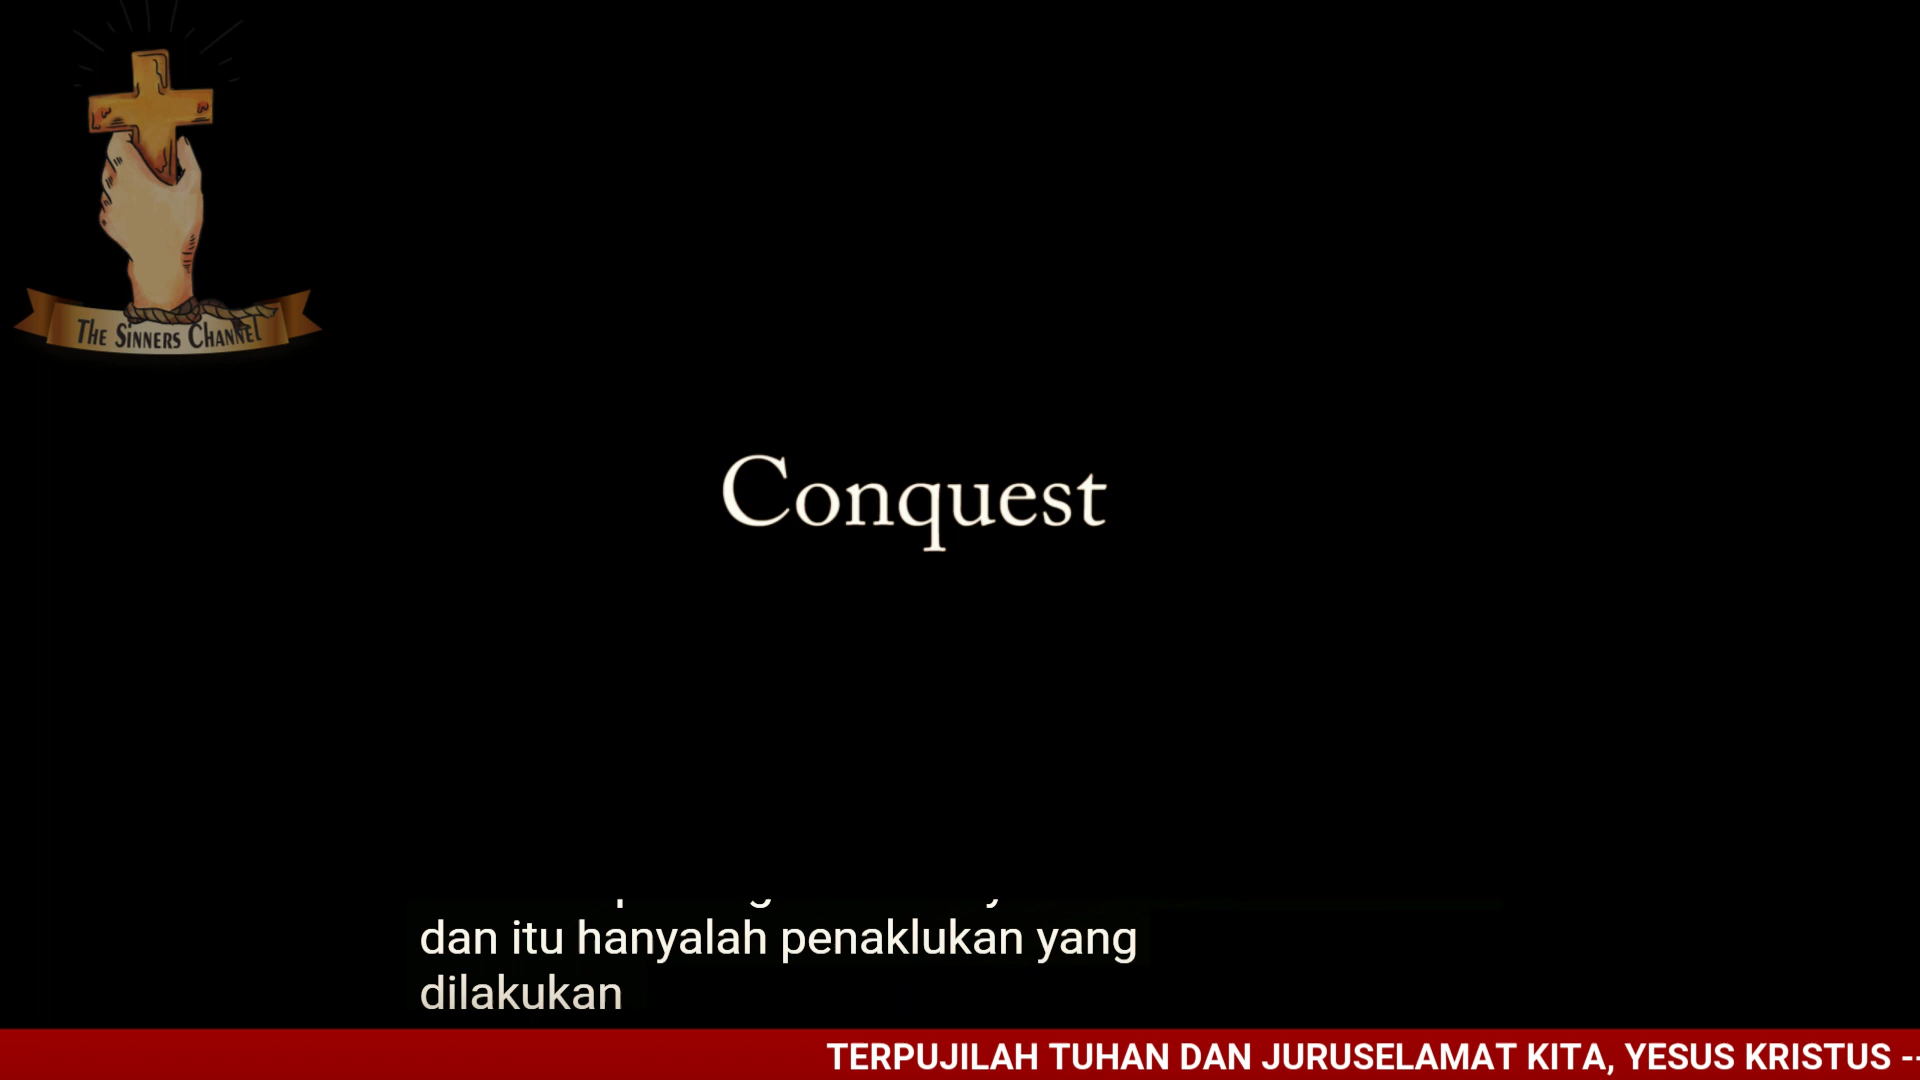 The Sinners Channel
Conquest
dan itu hanyalah penaklukan yang
dilakukan
TERPUJILAH TUHAN DAN JURUSELAMAT KITA, YESUS KRISTUS --